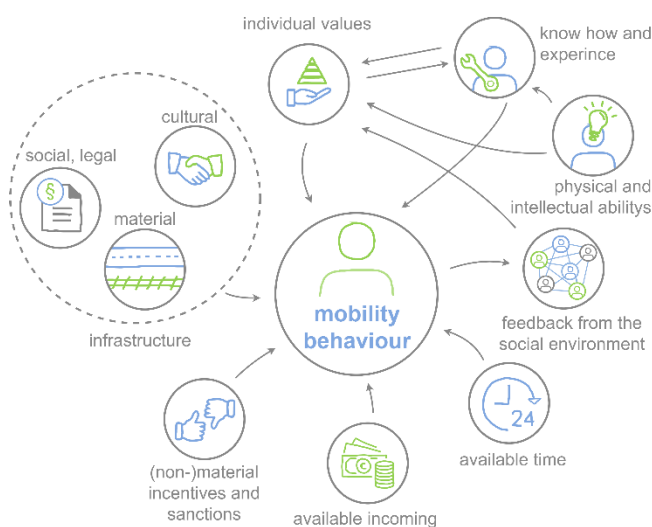 individual values
know how and
experince
cultural
social, legal
§
material
physical and
intellectual abilitys
mobility
behaviour
infrastructure
feedback from the
social environment
24
available time
(non-)material
incentives and
sanctions
€
available incoming